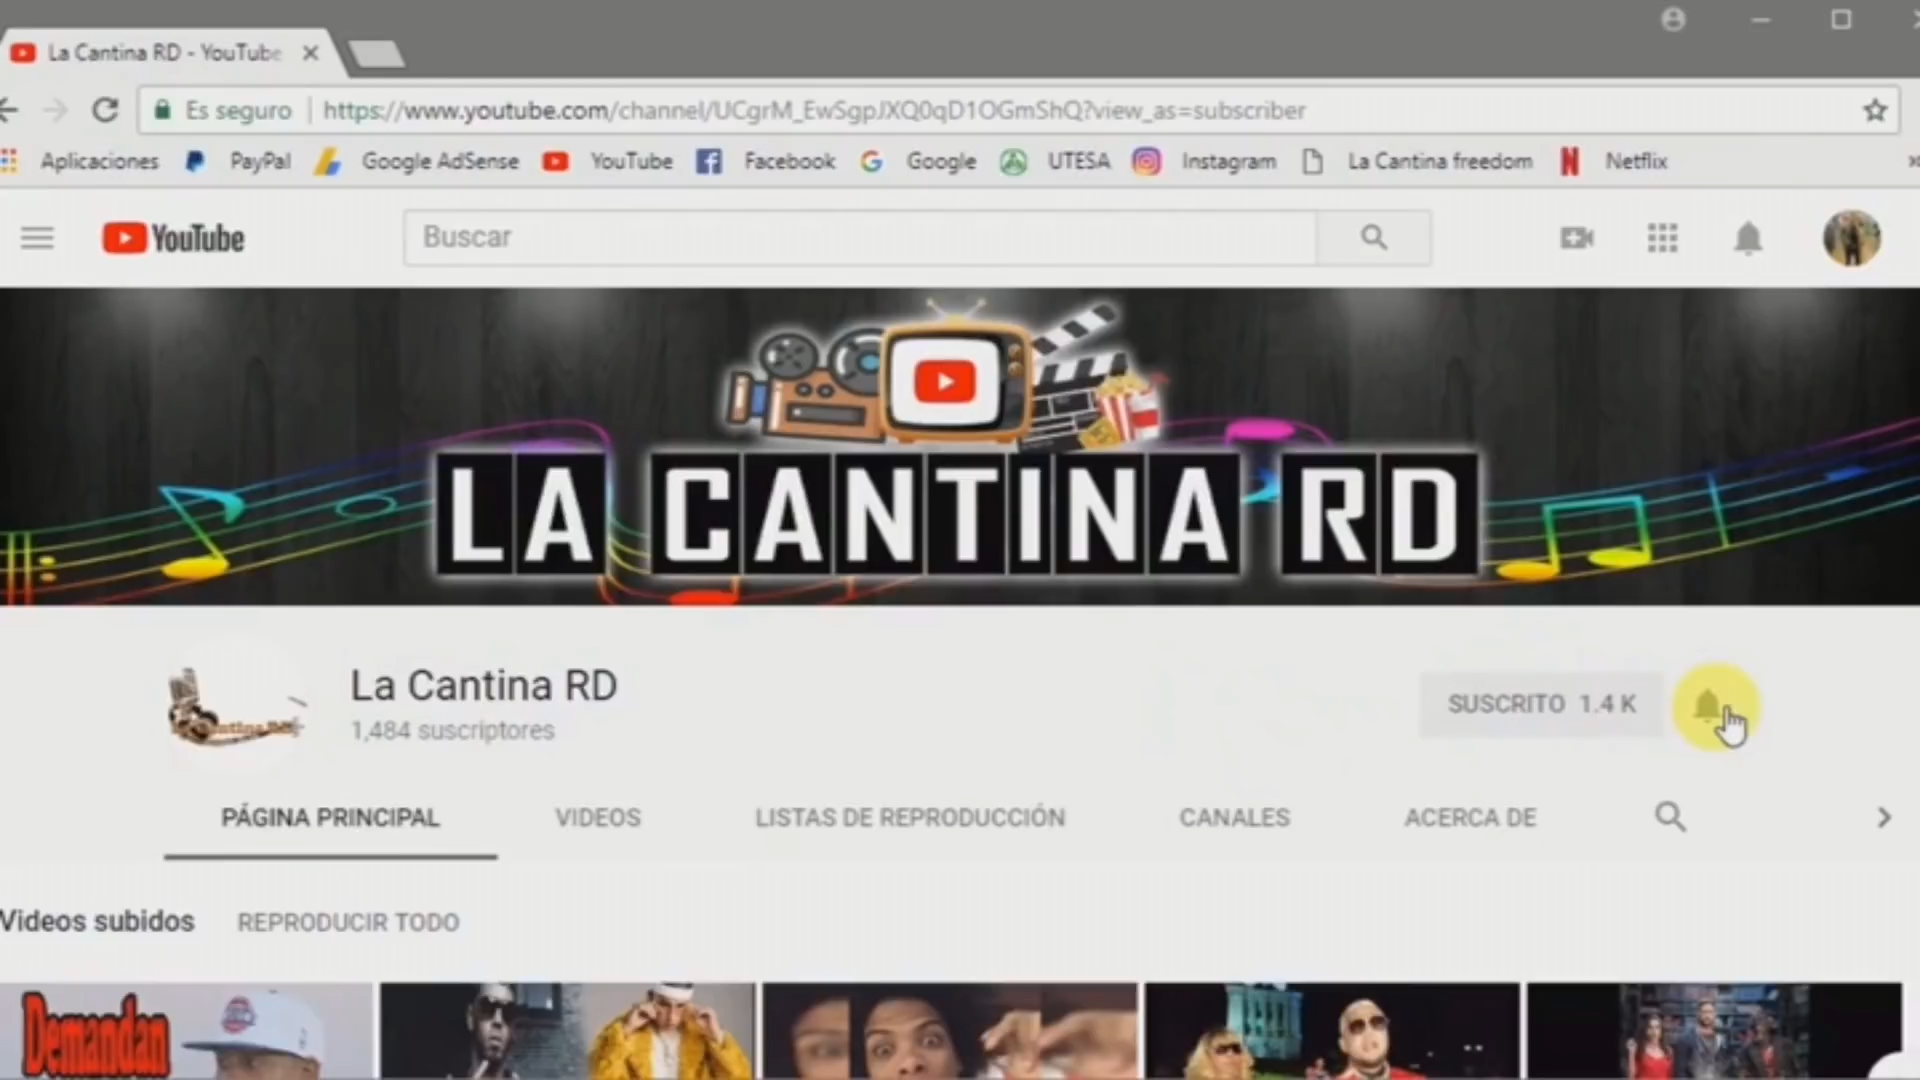 La Cantina RD - YouTube
Es seguro https://www.youtube.com/channel/UCgrM_EwSgpJXQ0qD1OGmShQ?view_as=subscriber
Aplicaciones PayPal Google AdSense YouTube Facebook Google UTESA Instagram La Cantina freedom Netflix
YouTube Buscar
LA CANTINA RD
La Cantina RD
1,484 suscriptores
SUSCRITO 1.4 K
PÁGINA PRINCIPAL VIDEOS LISTAS DE REPRODUCCIÓN CANALES ACERCA DE
Videos subidos REPRODUCIR TODO
Demandan